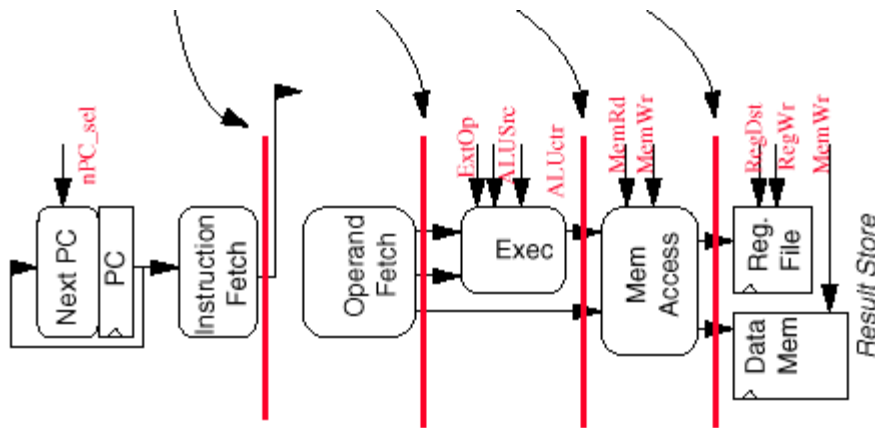 nPC_sel
Next PC
PC
Instruction
Fetch
Operand
Fetch
ExtOp
ALUSrc
ALUctr
Exec
MemRd
MemWr
Mem
Access
RegDst
RegWr
MemWr
Reg.
File
Data
Mem
Result Store